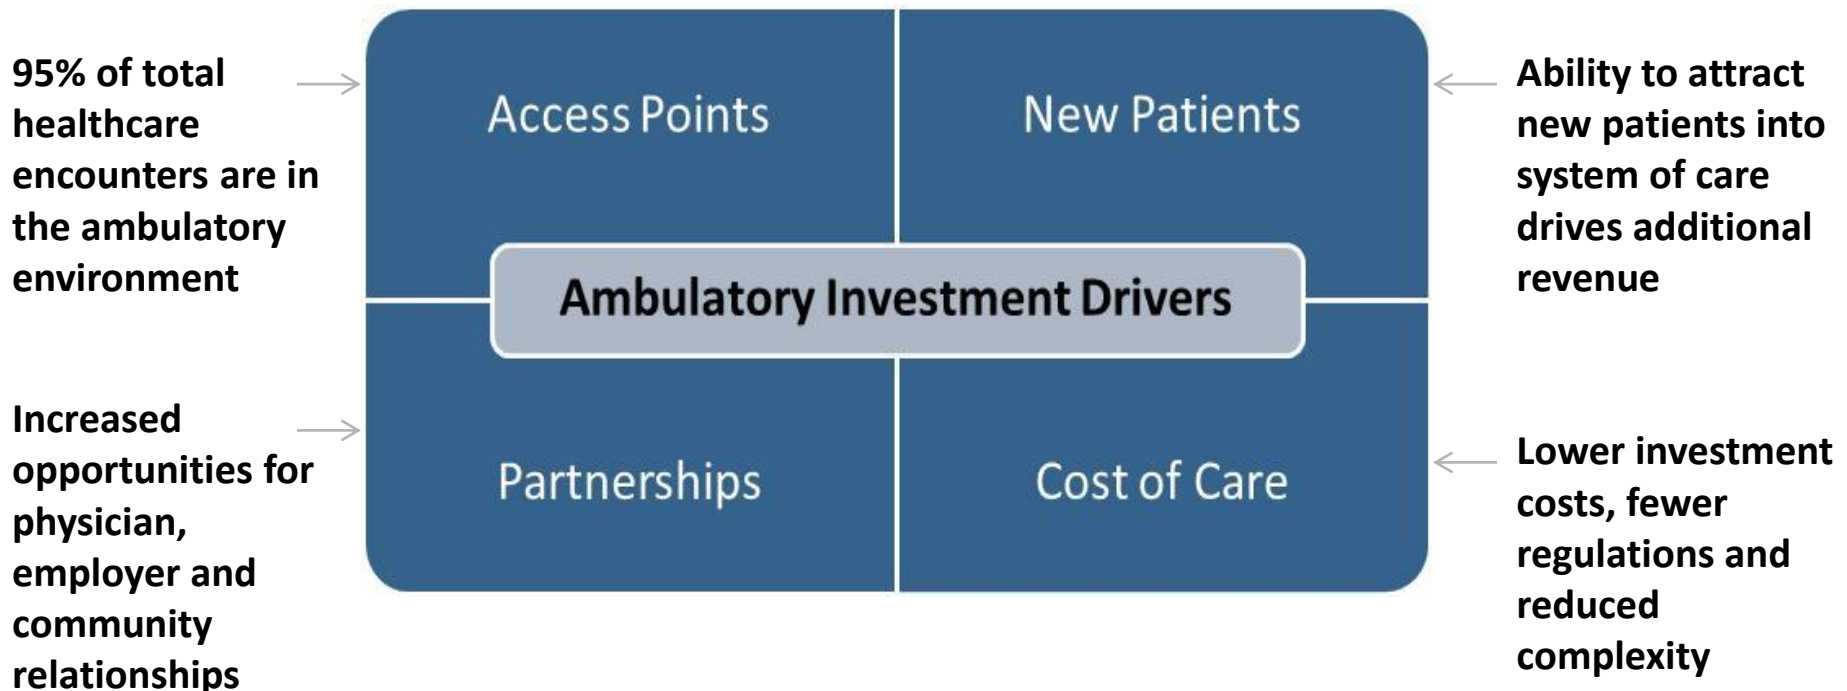 95% of total
healthcare
encounters are in
the ambulatory
environment
Access Points
New Patients
Ability to attract
new patients into
system of care
drives additional
revenue
Ambulatory Investment Drivers
Increased
opportunities for
physician,
employer and
community
relationships
Partnerships
Cost of Care
Lower investment
costs, fewer
regulations and
reduced
complexity